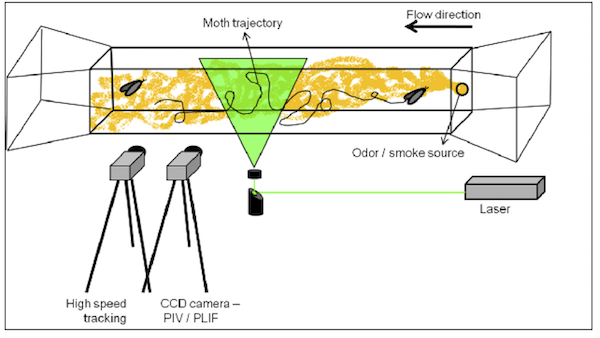 Moth trajectory
Flow direction
Odor / smoke source
Laser
High speed
tracking
CCD camera –
PIV / PLIF